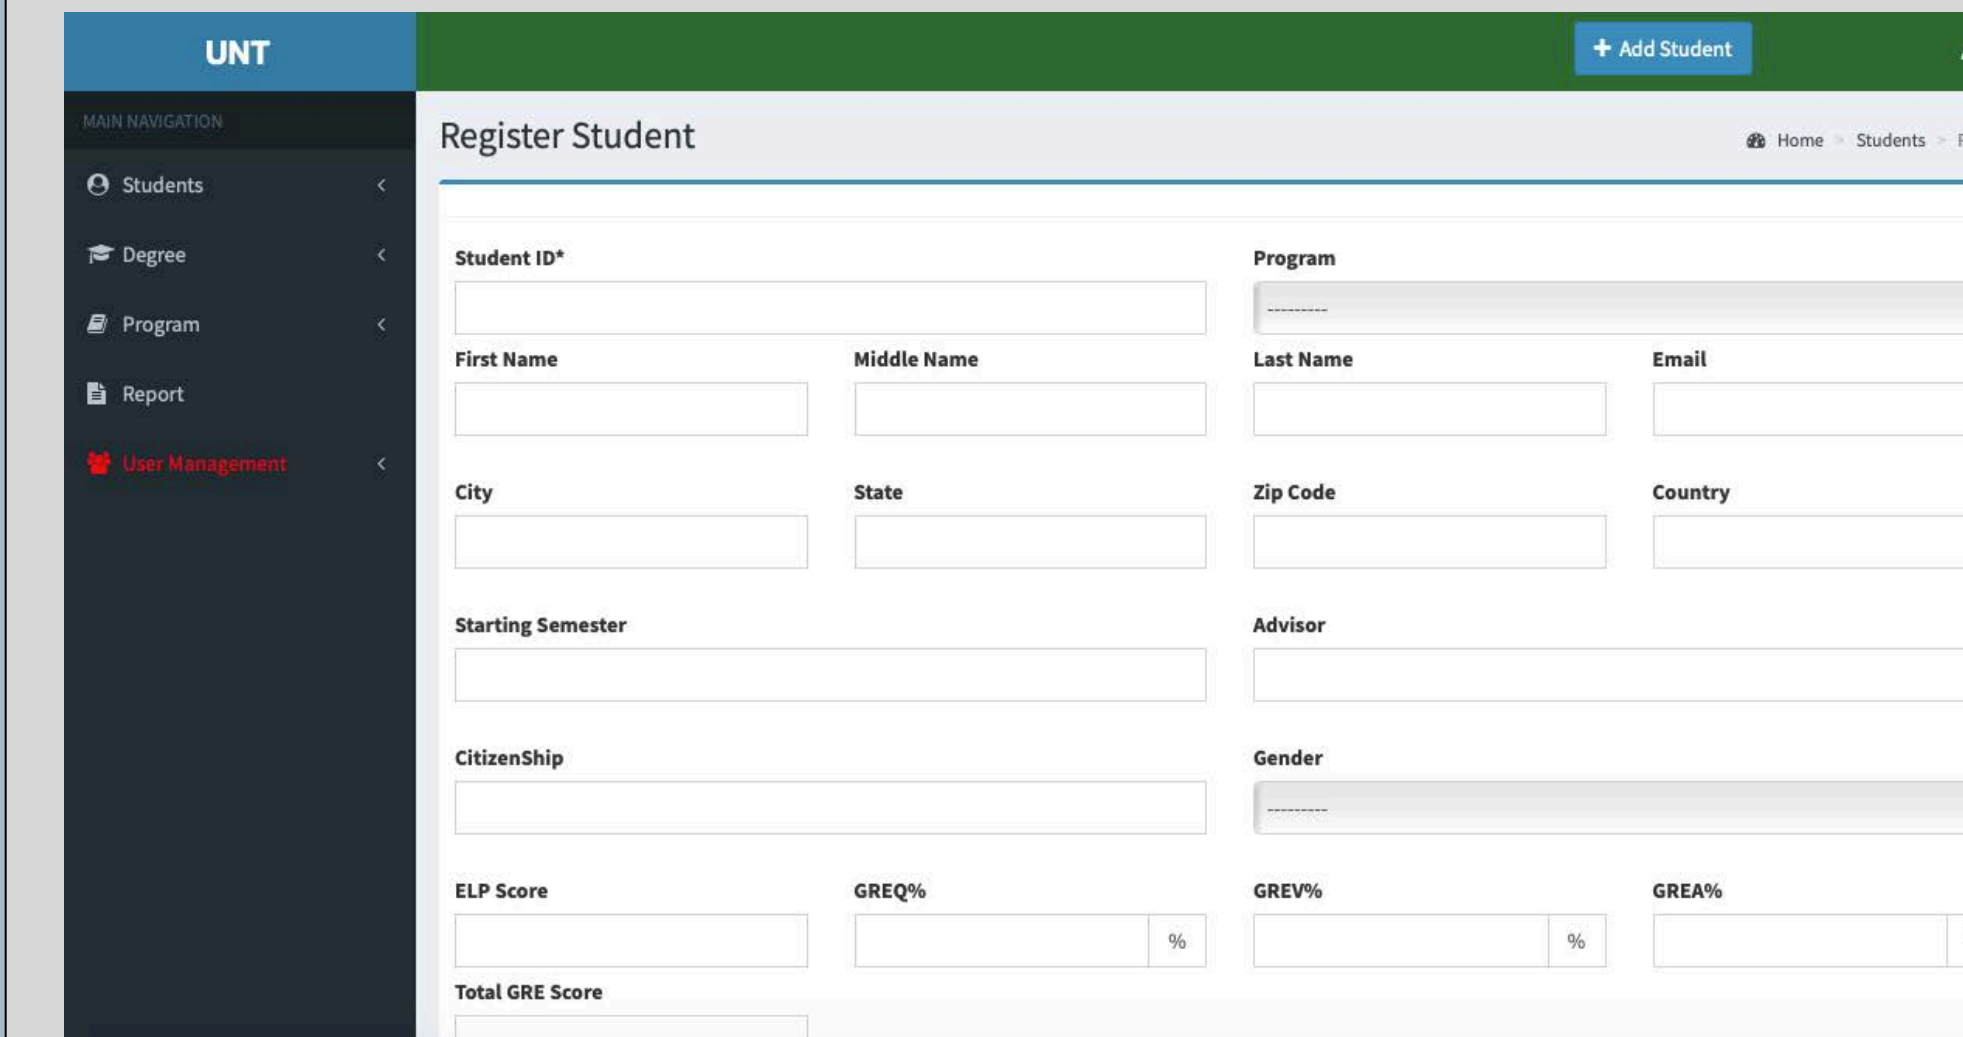 UNT
+ Add Student
MAIN NAVIGATION
Register Student
Home > Students >
Students
Degree
Program
Report
User Management
Student ID*
Program
---------
First Name
Middle Name
Last Name
Email
City
State
Zip Code
Country
Starting Semester
Advisor
CitizenShip
Gender
---------
ELP Score
GREQ%
GREV%
GREA%
%
%
Total GRE Score